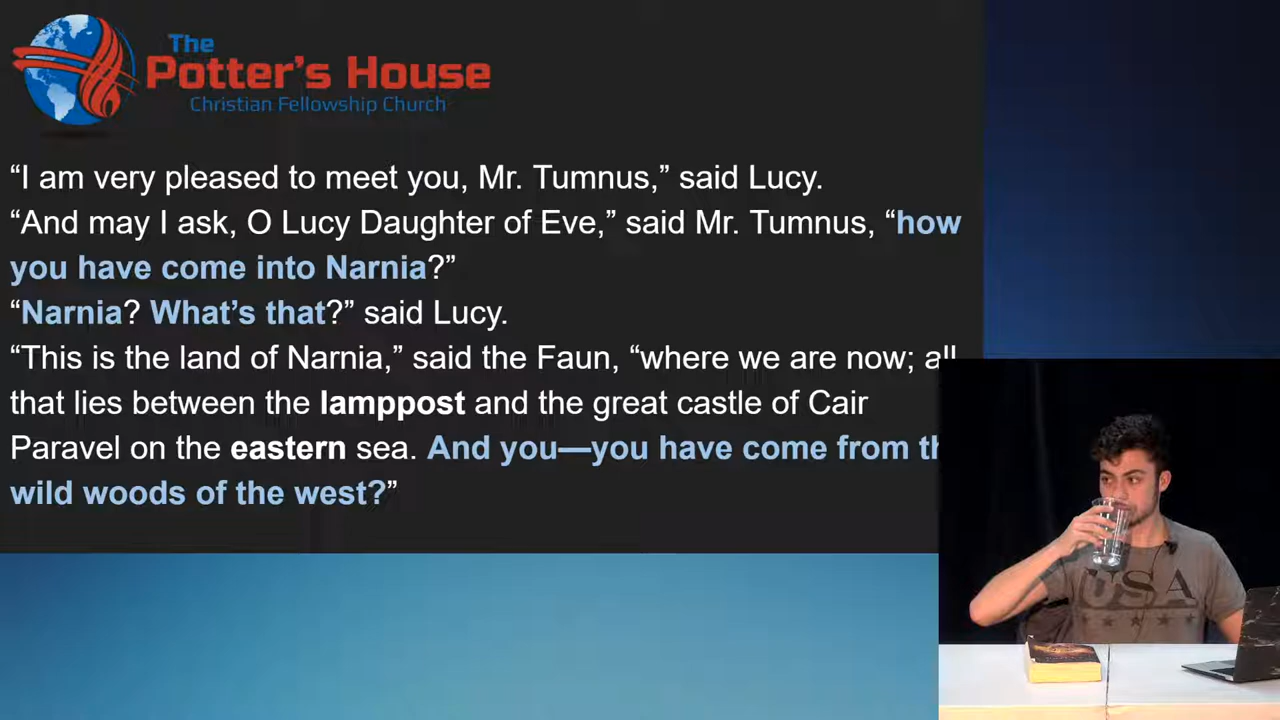 The
Potter's House
Christian Fellowship Church
“I am very pleased to meet you, Mr. Tumnus,” said Lucy.
“And may I ask, O Lucy Daughter of Eve,” said Mr. Tumnus, “how
you have come into Narnia?”
“Narnia? What’s that?” said Lucy.
“This is the land of Narnia,” said the Faun, “where we are now; all
that lies between the lamppost and the great castle of Cair
Paravel on the eastern sea. And you—you have come from th
wild woods of the west?”
USA